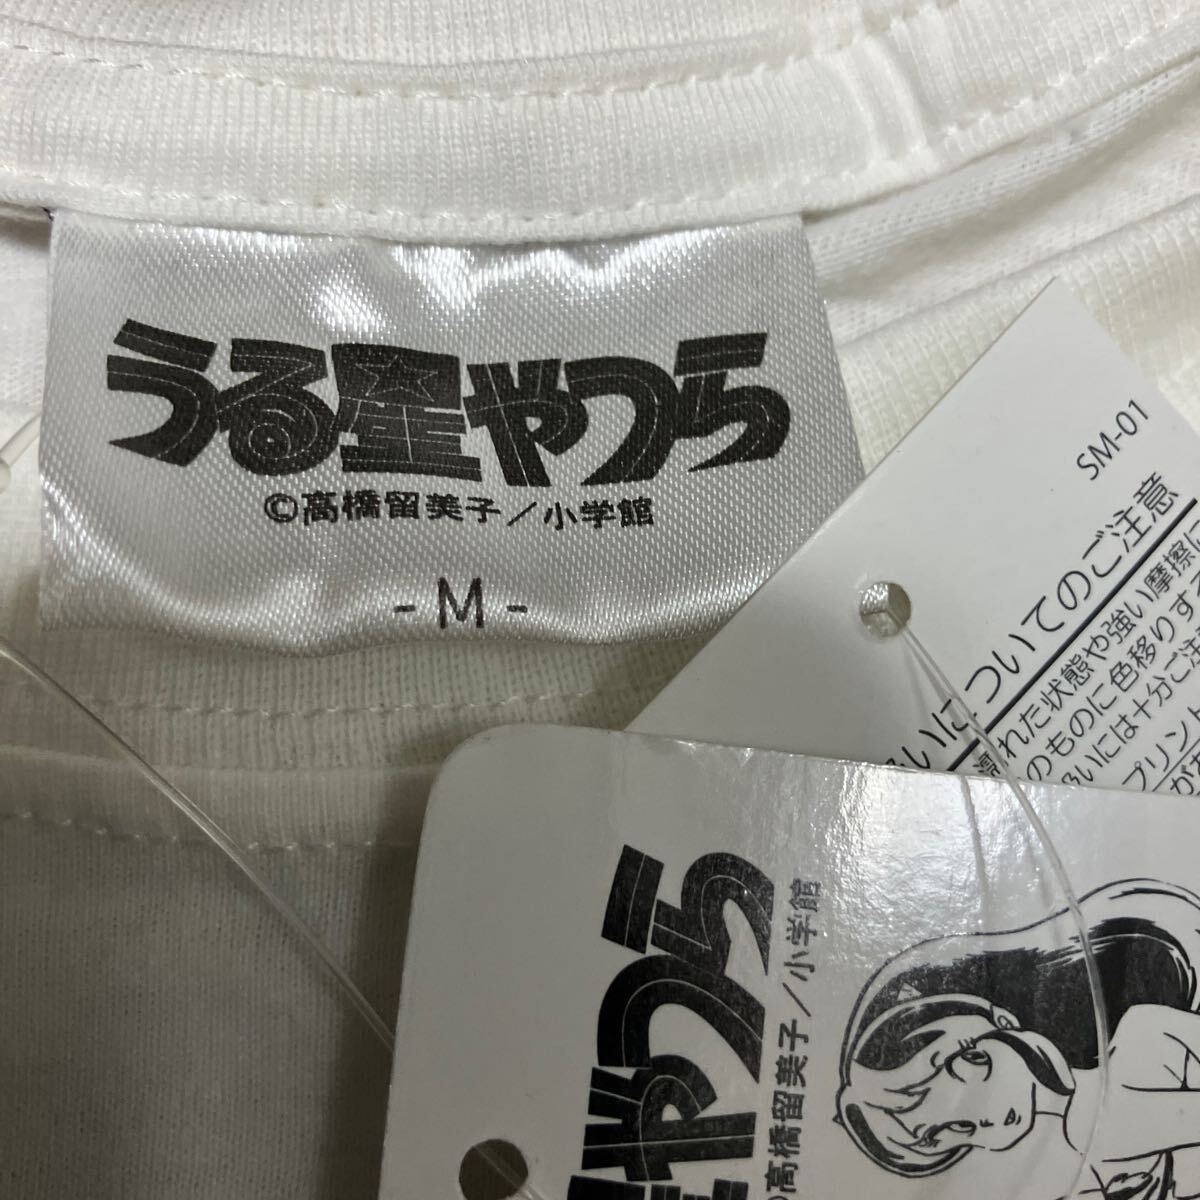 うる星やつら
©高橋留美子／小学館
- M -
SM-01
いについてのご注意
濡れた状態や強い摩擦に
のものに色移りす
扱いには十分ご注
プリント
が
星やつら
高橋留美子／小学館